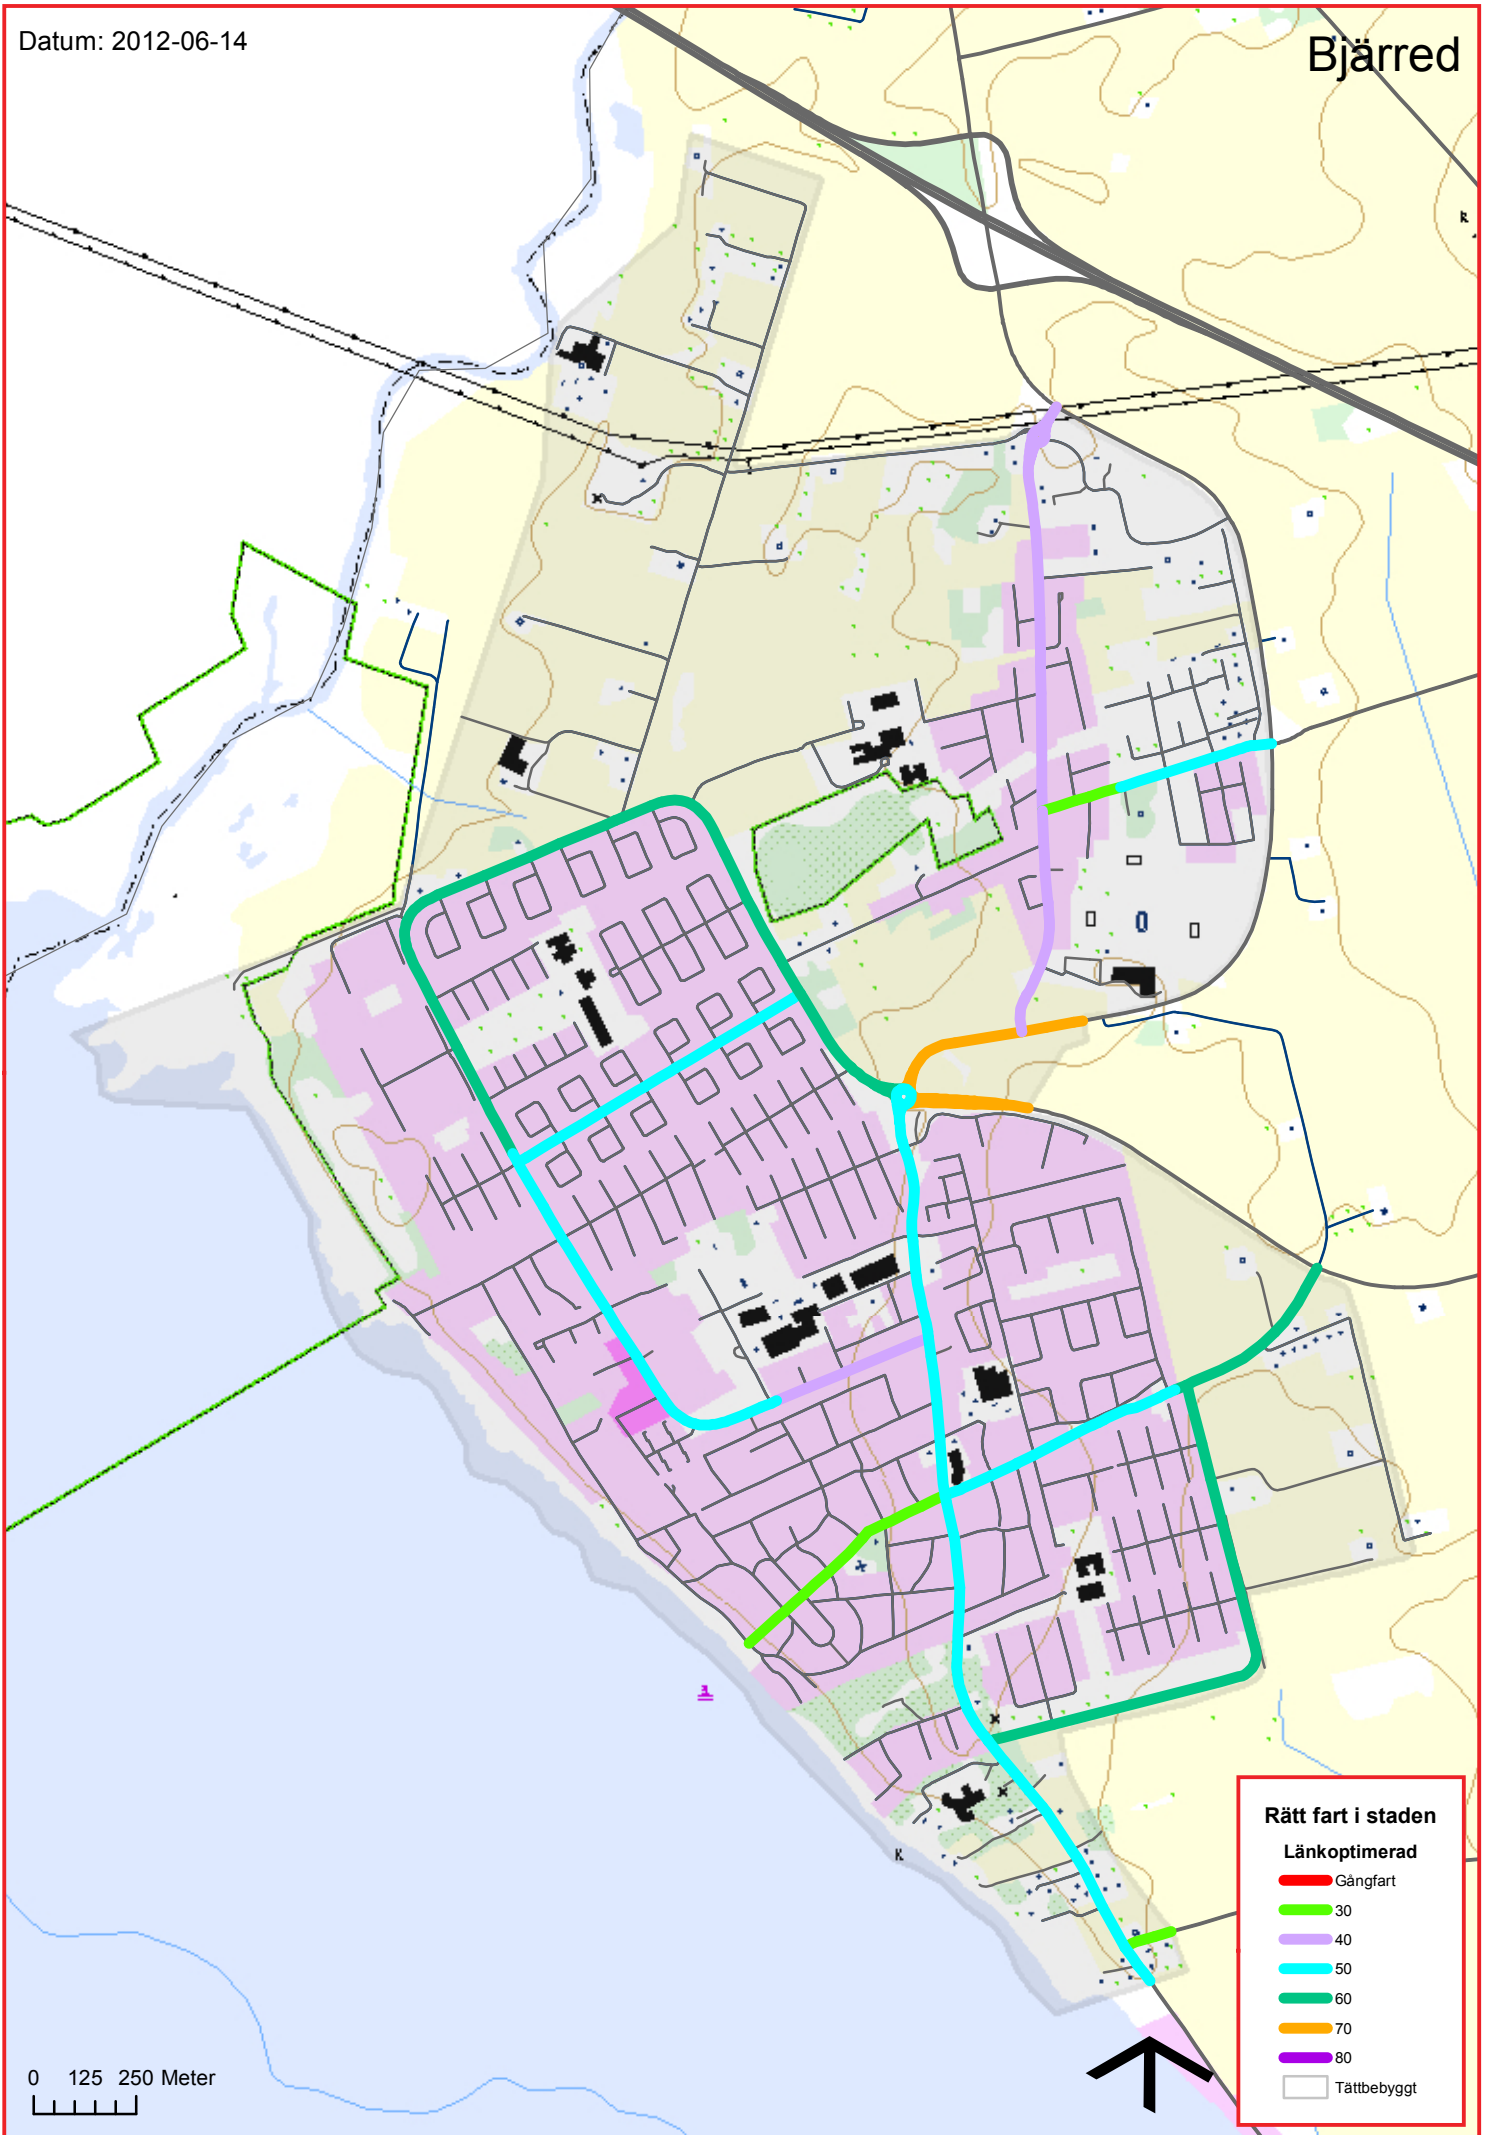 Datum: 2012-06-14
Bjärred
R
K
Rätt fart i staden
Länkoptimerad
Gångfart
30
40
50
60
70
80
Tättbebyggt
0 125 250 Meter